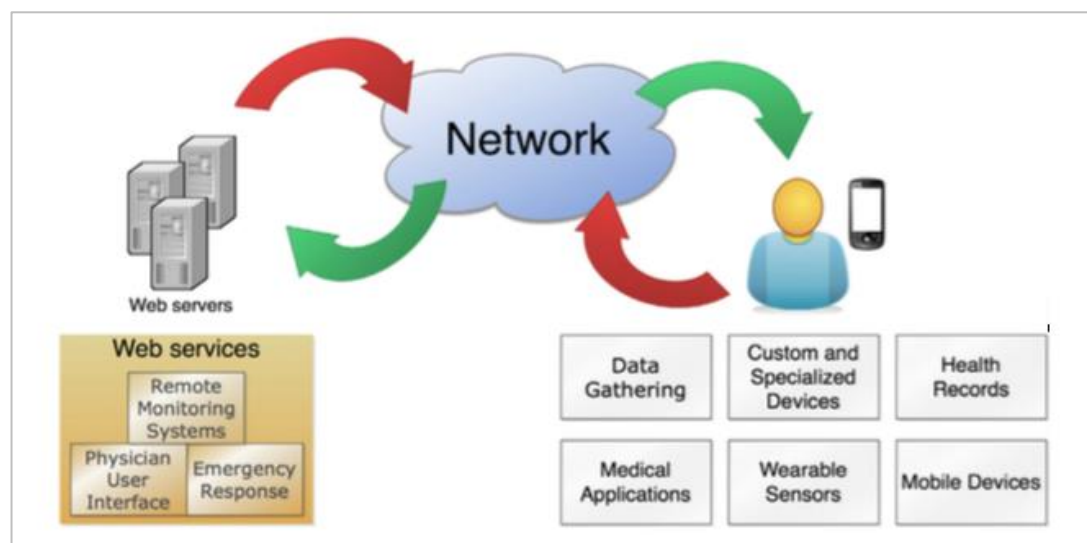 Network
Web servers
Web services
Remote
Monitoring
Systems
Physician
User
Interface
Emergency
Response
Data
Gathering
Custom and
Specialized
Devices
Health
Records
Medical
Applications
Wearable
Sensors
Mobile Devices